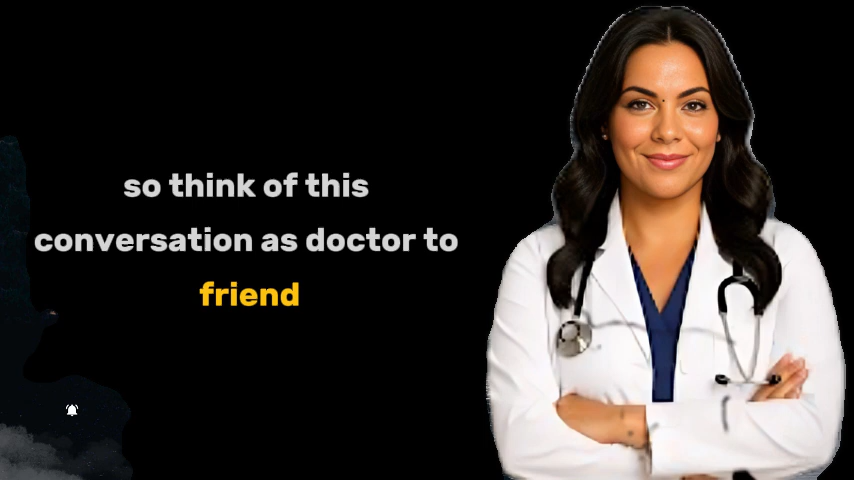 so think of this
conversation as doctor to
friend